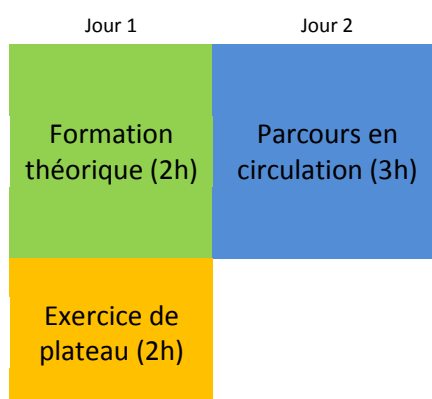 Jour 1
Jour 2
Formation
théorique (2h)
Parcours en
circulation (3h)
Exercice de
plateau (2h)